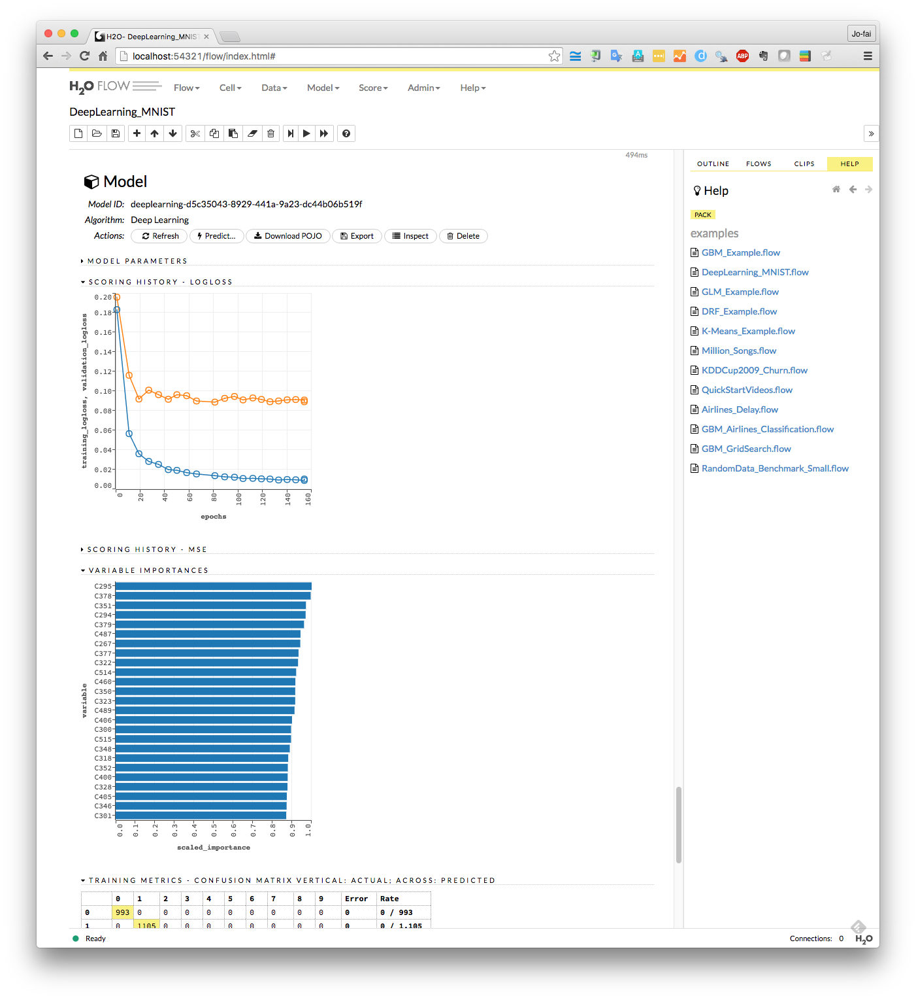 H2O- DeepLearning_MNIS
Jo-fai
localhost:54321/flow/index.html#
ABP
H2O FLOW Flow Cell Data Model Score Admin Help
DeepLearning_MNIST
494ms
Model
Model ID: deeplearning-d5c35043-8929-441a-9a23-dc44b06b519f
Algorithm: Deep Learning
Actions: Refresh Predict... Download POJO Export Inspect Delete
MODEL PARAMETERS
SCORING HISTORY - LOGLOSS
training_logloss, validation_logloss
0.20
0.18
0.16
0.14
0.12
0.10
0.08
0.06
0.04
0.02
0.00
0 20 40 60 80 100 120 140 160
epochs
SCORING HISTORY - MSE
VARIABLE IMPORTANCES
variable
C295
C378
C351
C294
C379
C487
C267
C377
C322
C514
C460
C350
C323
C489
C406
C300
C515
C348
C318
C352
C400
C328
C405
C346
C301
0.0 0.1 0.2 0.3 0.4 0.5 0.6 0.7 0.8 0.9 1.0
scaled_importance
TRAINING METRICS - CONFUSION MATRIX VERTICAL: ACTUAL; ACROSS: PREDICTED
0 1 2 3 4 5 6 7 8 9 Error Rate
0 993 0 0 0 0 0 0 0 0 0 0 0 / 993
1 0 1105 0 0 0 0 0 0 0 0 0 0 / 1,105
OUTLINE FLOWS CLIPS HELP
Help
PACK
examples
GBM_Example.flow
DeepLearning_MNIST.flow
GLM_Example.flow
DRF_Example.flow
K-Means_Example.flow
Million_Songs.flow
KDDCup2009_Churn.flow
QuickStartVideos.flow
Airlines_Delay.flow
GBM_Airlines_Classification.flow
GBM_GridSearch.flow
RandomData_Benchmark_Small.flow
Ready
Connections: 0 H2O